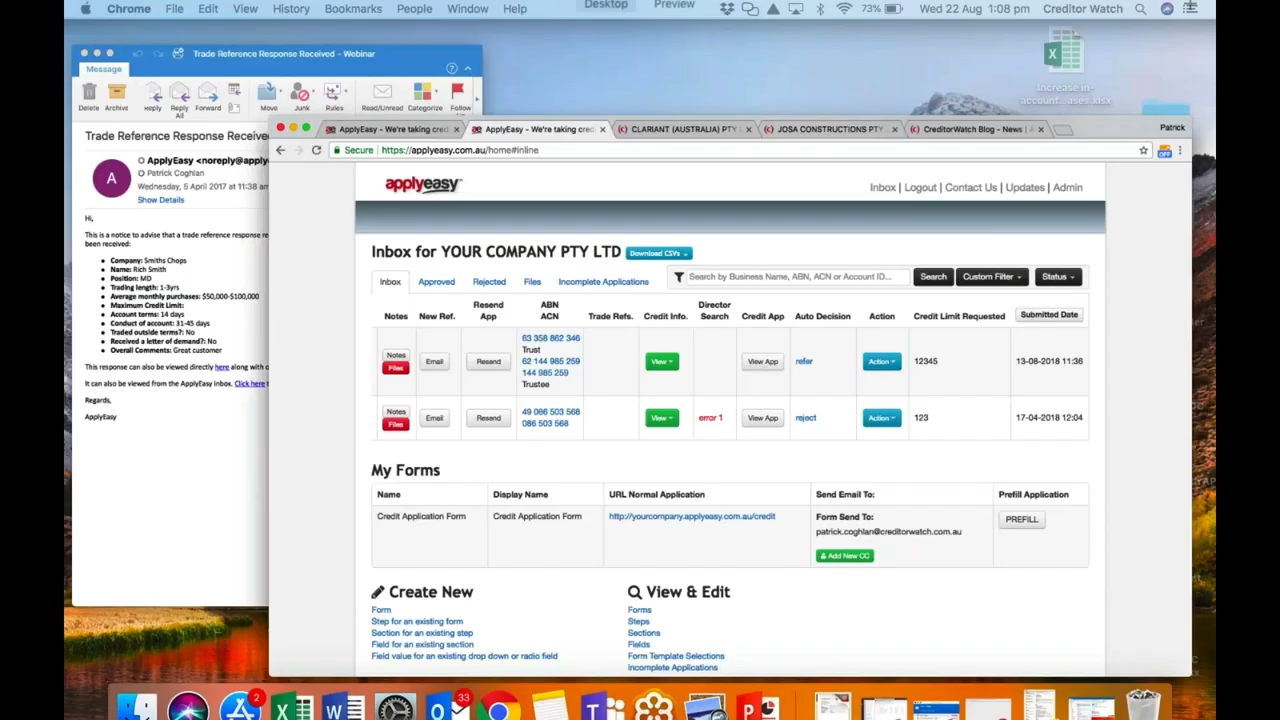 Chrome File Edit View History Bookmarks People Window Help
Desktop Preview
73% Wed 22 Aug 1:08 pm Creditor Watch
Trade Reference Response Received - Webinar
Message
Delete Archive Reply Reply All Forward Move Junk Rules Read/Unread Categorize Follow
Trade Reference Response Receive
A
ApplyEasy <noreply@apply
Patrick Coghlan
Wednesday, 5 April 2017 at 11:38 am
Show Details
Hi,
This is a notice to advise that a trade reference response re
been received:
Company: Smiths Chops
Name: Rich Smith
Position: MD
Trading length: 1-3yrs
Average monthly purchases: $50,000-$100,000
Maximum Credit Limit:
Account terms: 14 days
Conduct of account: 31-45 days
Traded outside terms?: No
Received a letter of demand?: No
Overall Comments: Great customer
This response can also be viewed directly here along with o
It can also be viewed from the ApplyEasy inbox. Click here t
Regards,
ApplyEasy
X
Increase in
account ...ases.xlsx
ApplyEasy - We're taking cred
ApplyEasy - We're taking cred
CLARIANT (AUSTRALIA) PTY
JOSA CONSTRUCTIONS PTY
CreditorWatch Blog - News |
Patrick
Secure https://applyeasy.com.au/home#inline
OFF
applyeasy
Inbox | Logout | Contact Us | Updates | Admin
Inbox for YOUR COMPANY PTY LTD Download CSVs
Inbox Approved Rejected Files Incomplete Applications
Search by Business Name, ABN, ACN or Account ID... Search Custom Filter Status
Notes New Ref. Resend App ABN ACN Trade Refs. Credit Info. Director Search Credit App Auto Decision Action Credit Limit Requested Submitted Date
Notes Files Email Resend 63 358 862 346 Trust 62 144 985 259 144 985 259 Trustee View View App refer Action 12345 13-08-2018 11:36
Notes Files Email Resend 49 066 503 568 086 503 568 View error 1 View App reject Action 123 17-04-2018 12:04
My Forms
Name Display Name URL Normal Application Send Email To: Prefill Application
Credit Application Form Credit Application Form http://yourcompany.applyeasy.com.au/credit Form Send To: PREFILL
patrick.coghlan@creditorwatch.com.au
Add New CC
Create New
Form
Step for an existing form
Section for an existing step
Field for an existing section
Field value for an existing drop down or radio field
View & Edit
Forms
Steps
Sections
Fields
Form Template Selections
Incomplete Applications
2
33